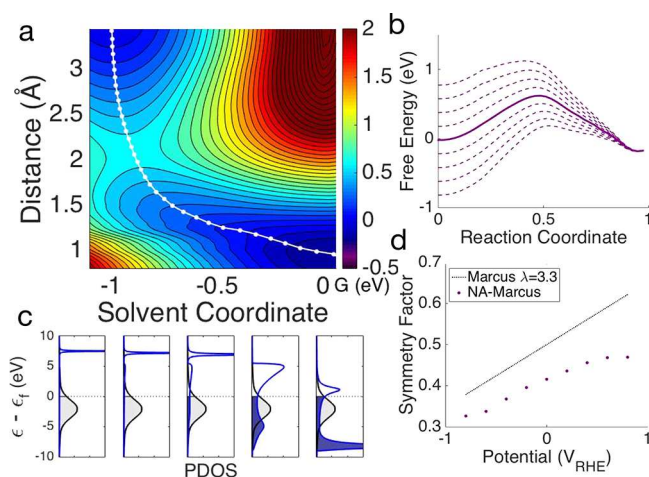 a
Distance (Å)
3
2.5
2
1.5
1
-1
-0.5
0
Solvent Coordinate
2
1.5
1
0.5
0
-0.5
G (eV)
b
Free Energy (eV)
1
0
-1
0
0.5
1
Reaction Coordinate
c
ϵ - ϵf (eV)
10
5
0
-5
-10
PDOS
d
Marcus λ=3.3
NA-Marcus
Symmetry Factor
0.7
0.6
0.5
0.4
0.3
-1
0
1
Potential (VRHE)